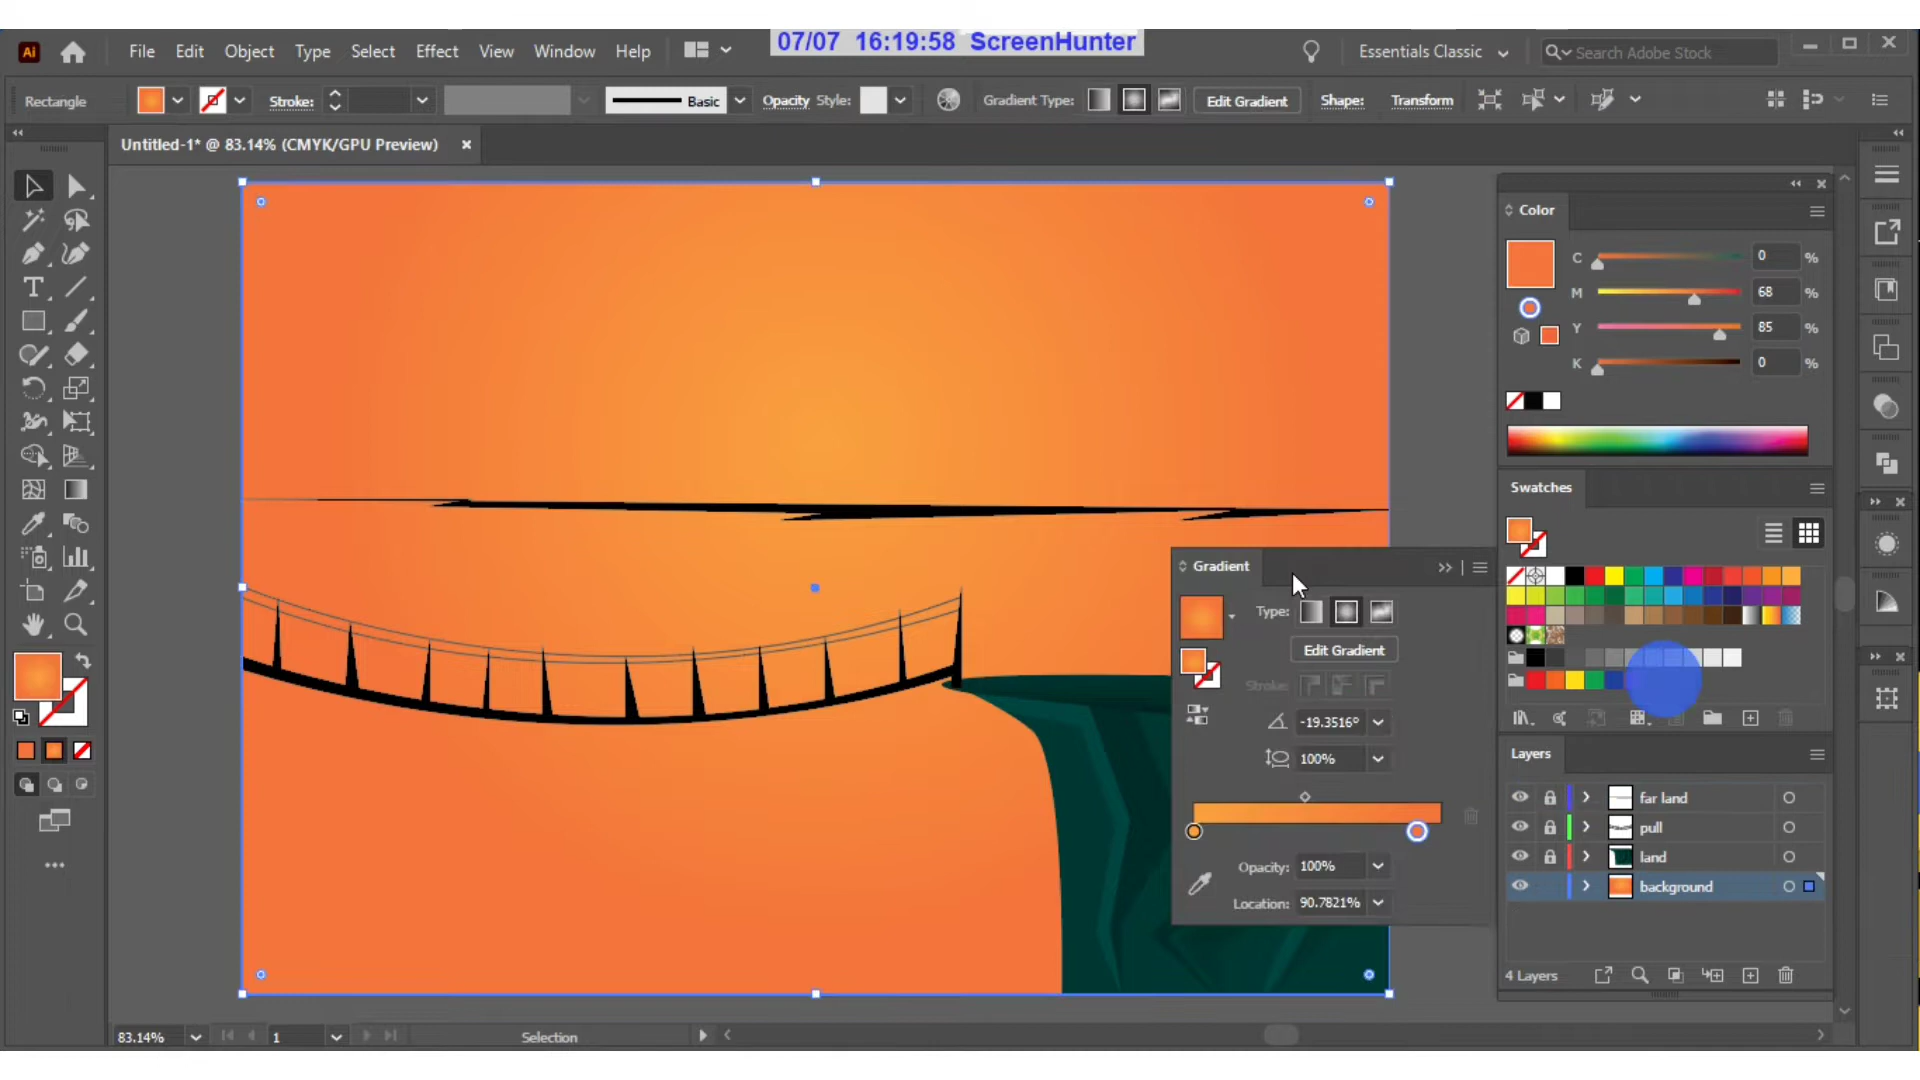 07/07 16:19:58 ScreenHunter
Ai File Edit Object Type Select Effect View Window Help Essentials Classic Search Adobe Stock
Rectangle Stroke: Basic Opacity Style: Gradient Type: Edit Gradient Shape: Transform
Untitled-1* @ 83.14% (CMYK/GPU Preview)
Color
C 0 %
M 68 %
Y 85 %
K 0 %
Swatches
Gradient
Type:
Edit Gradient
Stroke:
-19.3516°
100%
Opacity: 100%
Location: 90.7821%
Layers
far land
pull
land
background
4 Layers
83.14% 1 Selection